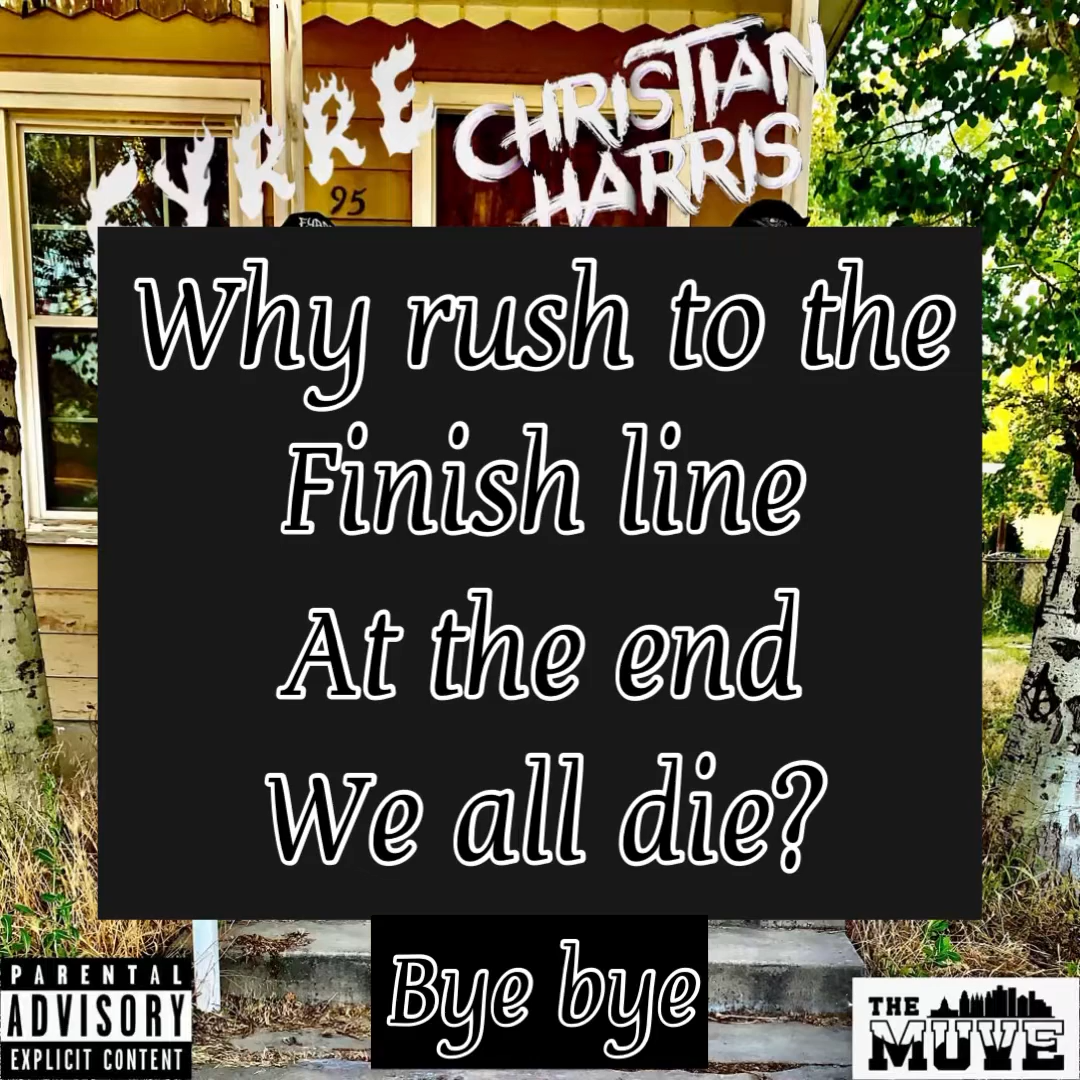 FYRRE
CHRISTIAN
HARRIS
95
Why rush to the
Finish line
At the end
We all die?
Bye bye
PARENTAL
ADVISORY
EXPLICIT CONTENT
THE
MUVE